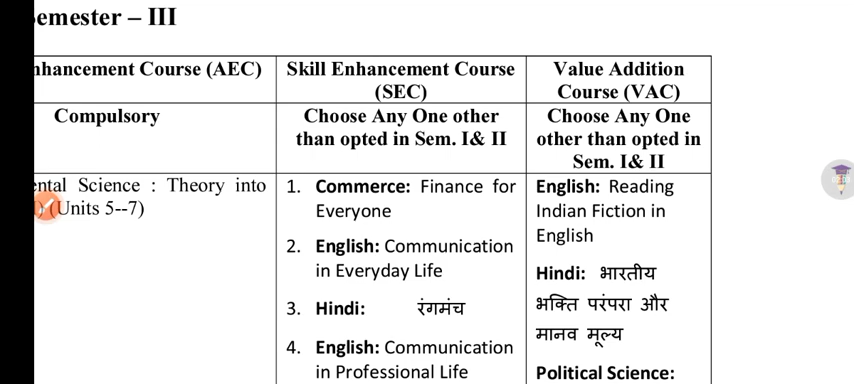 emester – III
nhancement Course (AEC)
Compulsory
Skill Enhancement Course
(SEC)
Choose Any One other
than opted in Sem. I& II
Value Addition
Course (VAC)
Choose Any One
other than opted in
Sem. I& II
ental Science : Theory into
) (Units 5--7)
1. Commerce: Finance for
Everyone
2. English: Communication
in Everyday Life
3. Hindi: रंगमंच
4. English: Communication
in Professional Life
English: Reading
Indian Fiction in
English
Hindi: भारतीय
भक्ति परंपरा और
मानव मूल्य
Political Science: